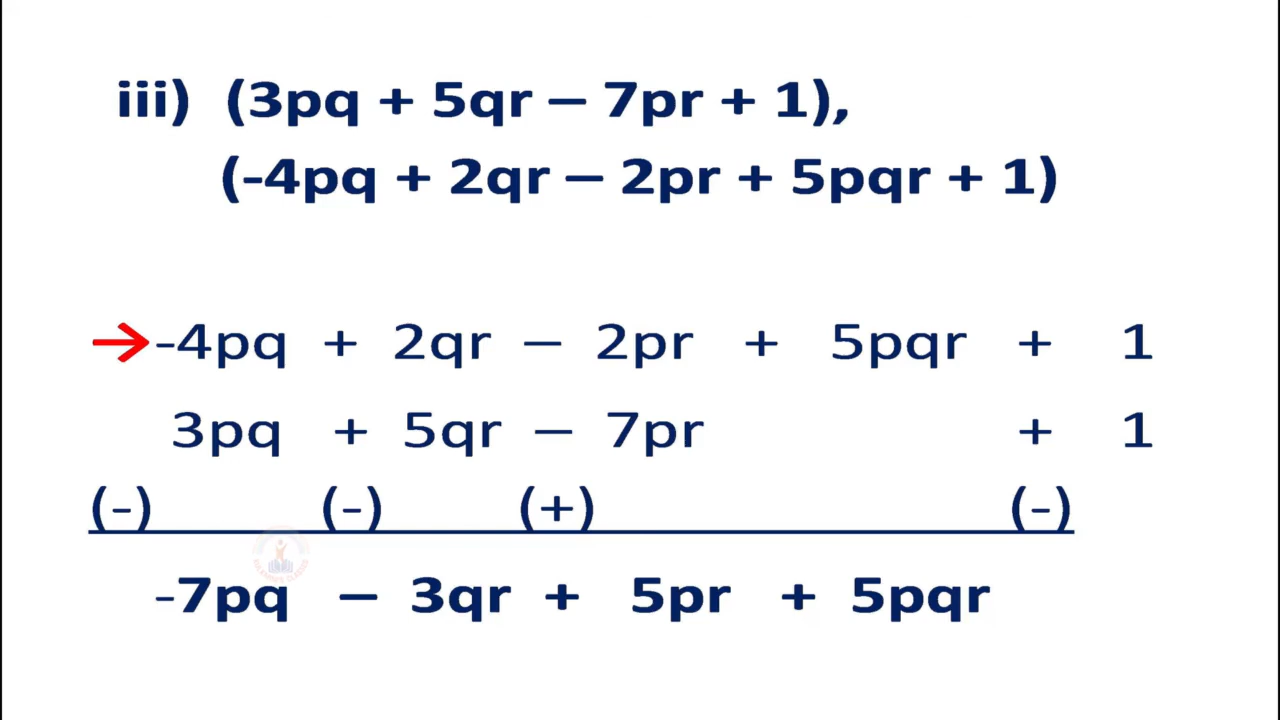 iii) (3pq + 5qr – 7pr + 1),
(-4pq + 2qr – 2pr + 5pqr + 1)
→-4pq + 2qr – 2pr + 5pqr + 1
3pq + 5qr – 7pr + 1
(-) (-) (+) (-)
-7pq – 3qr + 5pr + 5pqr